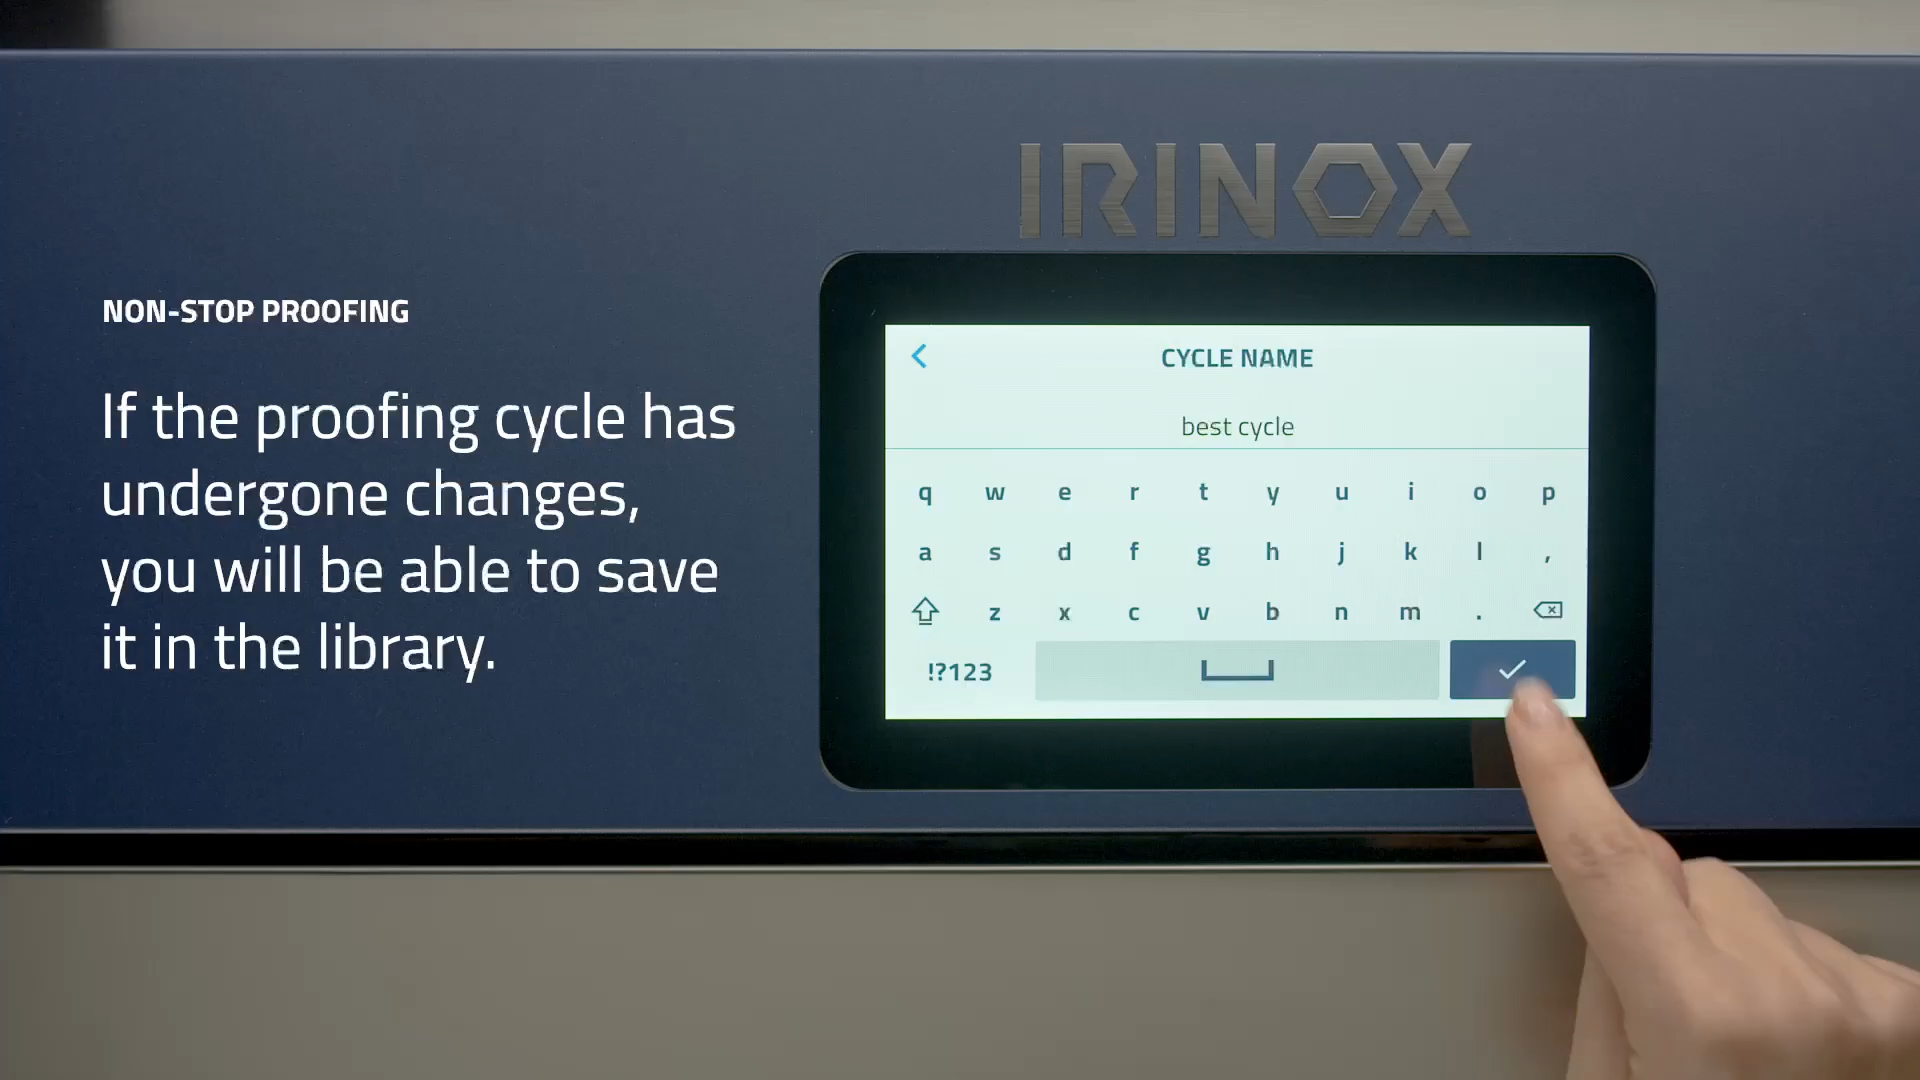 IRINOX
NON-STOP PROOFING
If the proofing cycle has
undergone changes,
you will be able to save
it in the library.
CYCLE NAME
best cycle
q w e r t y u i o p
a s d f g h j k l ,
z x c v b n m .
!?123